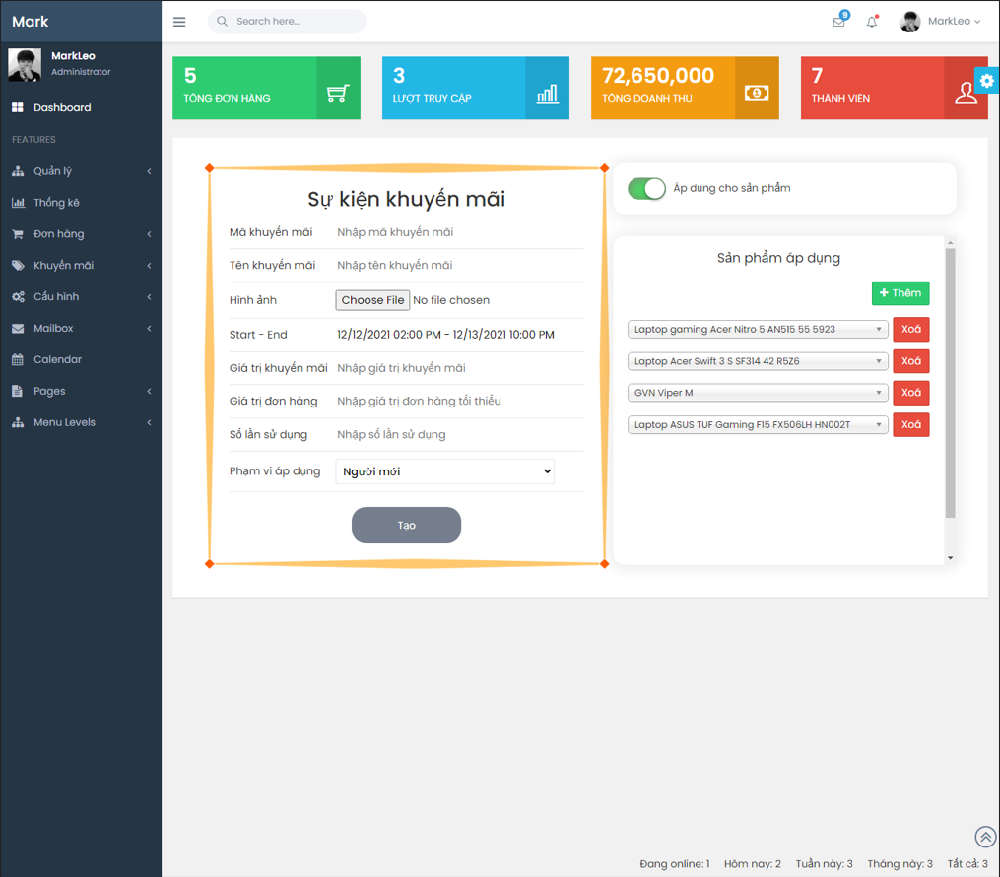 Mark
Search here...
9
MarkLeo
MarkLeo
Administrator
Dashboard
FEATURES
Quản lý
Thống kê
Đơn hàng
Khuyến mãi
Cấu hình
Mailbox
Calendar
Pages
Menu Levels
5
TỔNG ĐƠN HÀNG
3
LƯỢT TRUY CẬP
72,650,000
TỔNG DOANH THU
7
THÀNH VIÊN
Sự kiện khuyến mãi
Mã khuyến mãi Nhập mã khuyến mãi
Tên khuyến mãi Nhập tên khuyến mãi
Hình ảnh Choose File No file chosen
Start - End 12/12/2021 02:00 PM - 12/13/2021 10:00 PM
Giá trị khuyến mãi Nhập giá trị khuyến mãi
Giá trị đơn hàng Nhập giá trị đơn hàng tối thiểu
Số lần sử dụng Nhập số lần sử dụng
Phạm vi áp dụng Người mới
Tạo
Áp dụng cho sản phẩm
Sản phẩm áp dụng
+ Thêm
Laptop gaming Acer Nitro 5 AN515 55 5923 Xoá
Laptop Acer Swift 3 S SF314 42 R5Z6 Xoá
GVN Viper M Xoá
Laptop ASUS TUF Gaming F15 FX506LH HN002T Xoá
Đang online: 1 Hôm nay: 2 Tuần này: 3 Tháng này: 3 Tất cả: 3